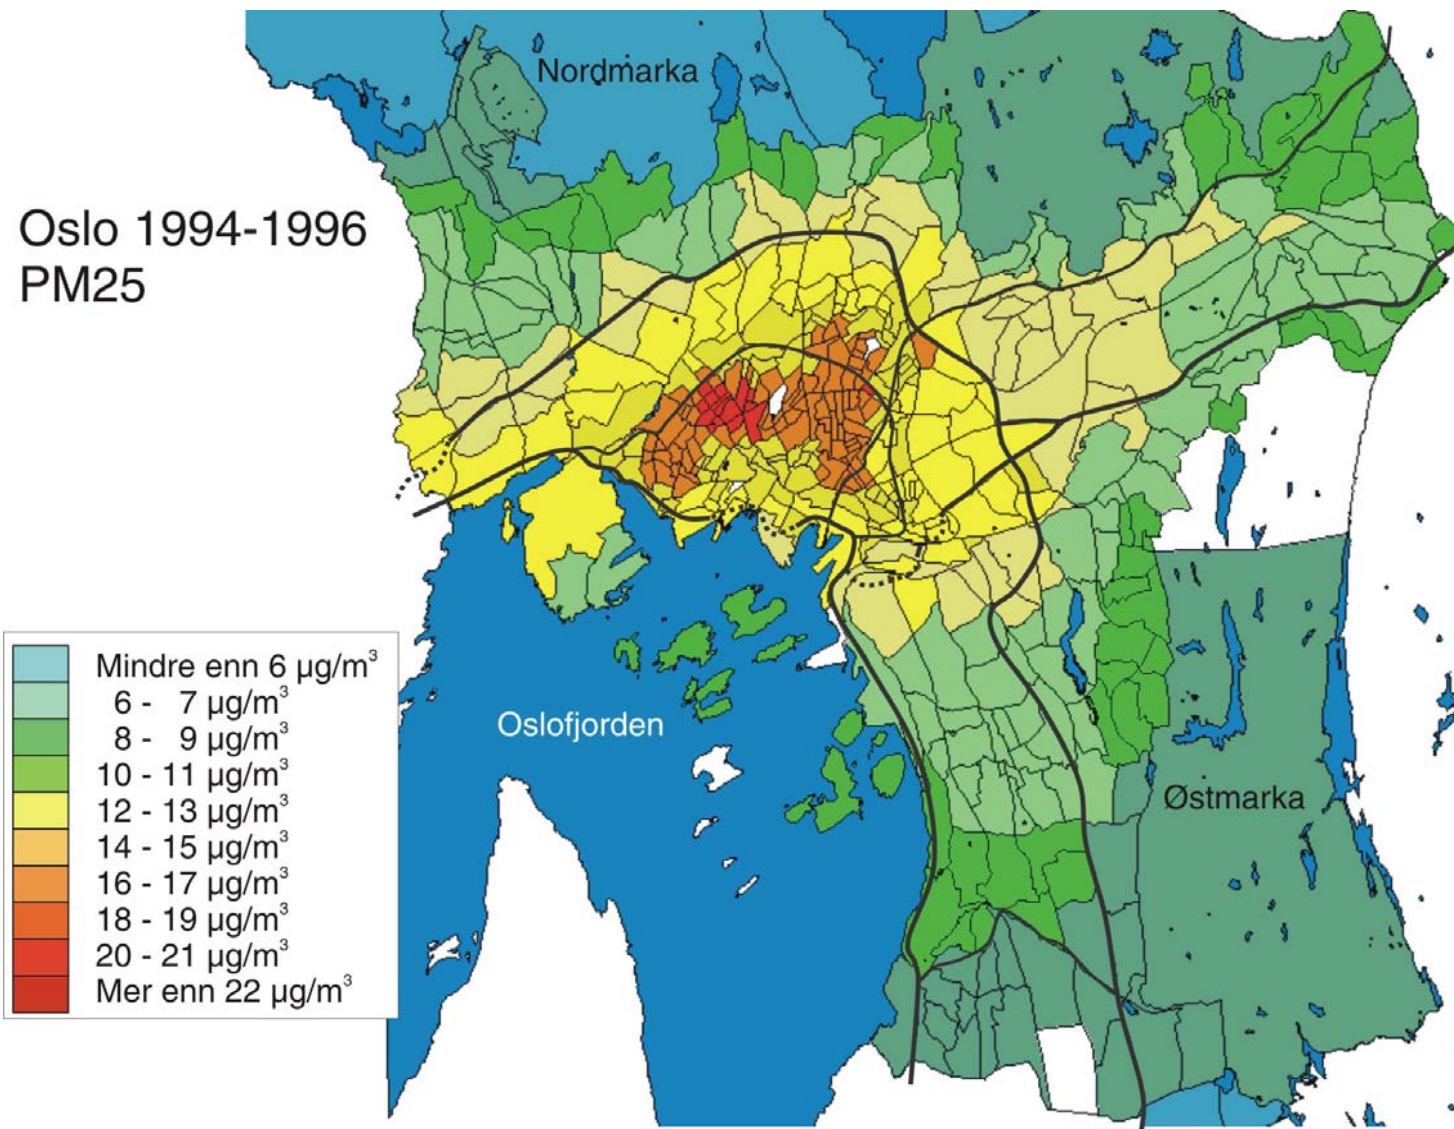 Nordmarka
Oslo 1994-1996
PM25
Mindre enn 6 µg/m³
6 - 7 µg/m³
8 - 9 µg/m³
10 - 11 µg/m³
12 - 13 µg/m³
14 - 15 µg/m³
16 - 17 µg/m³
18 - 19 µg/m³
20 - 21 µg/m³
Mer enn 22 µg/m³
Oslofjorden
Østmarka